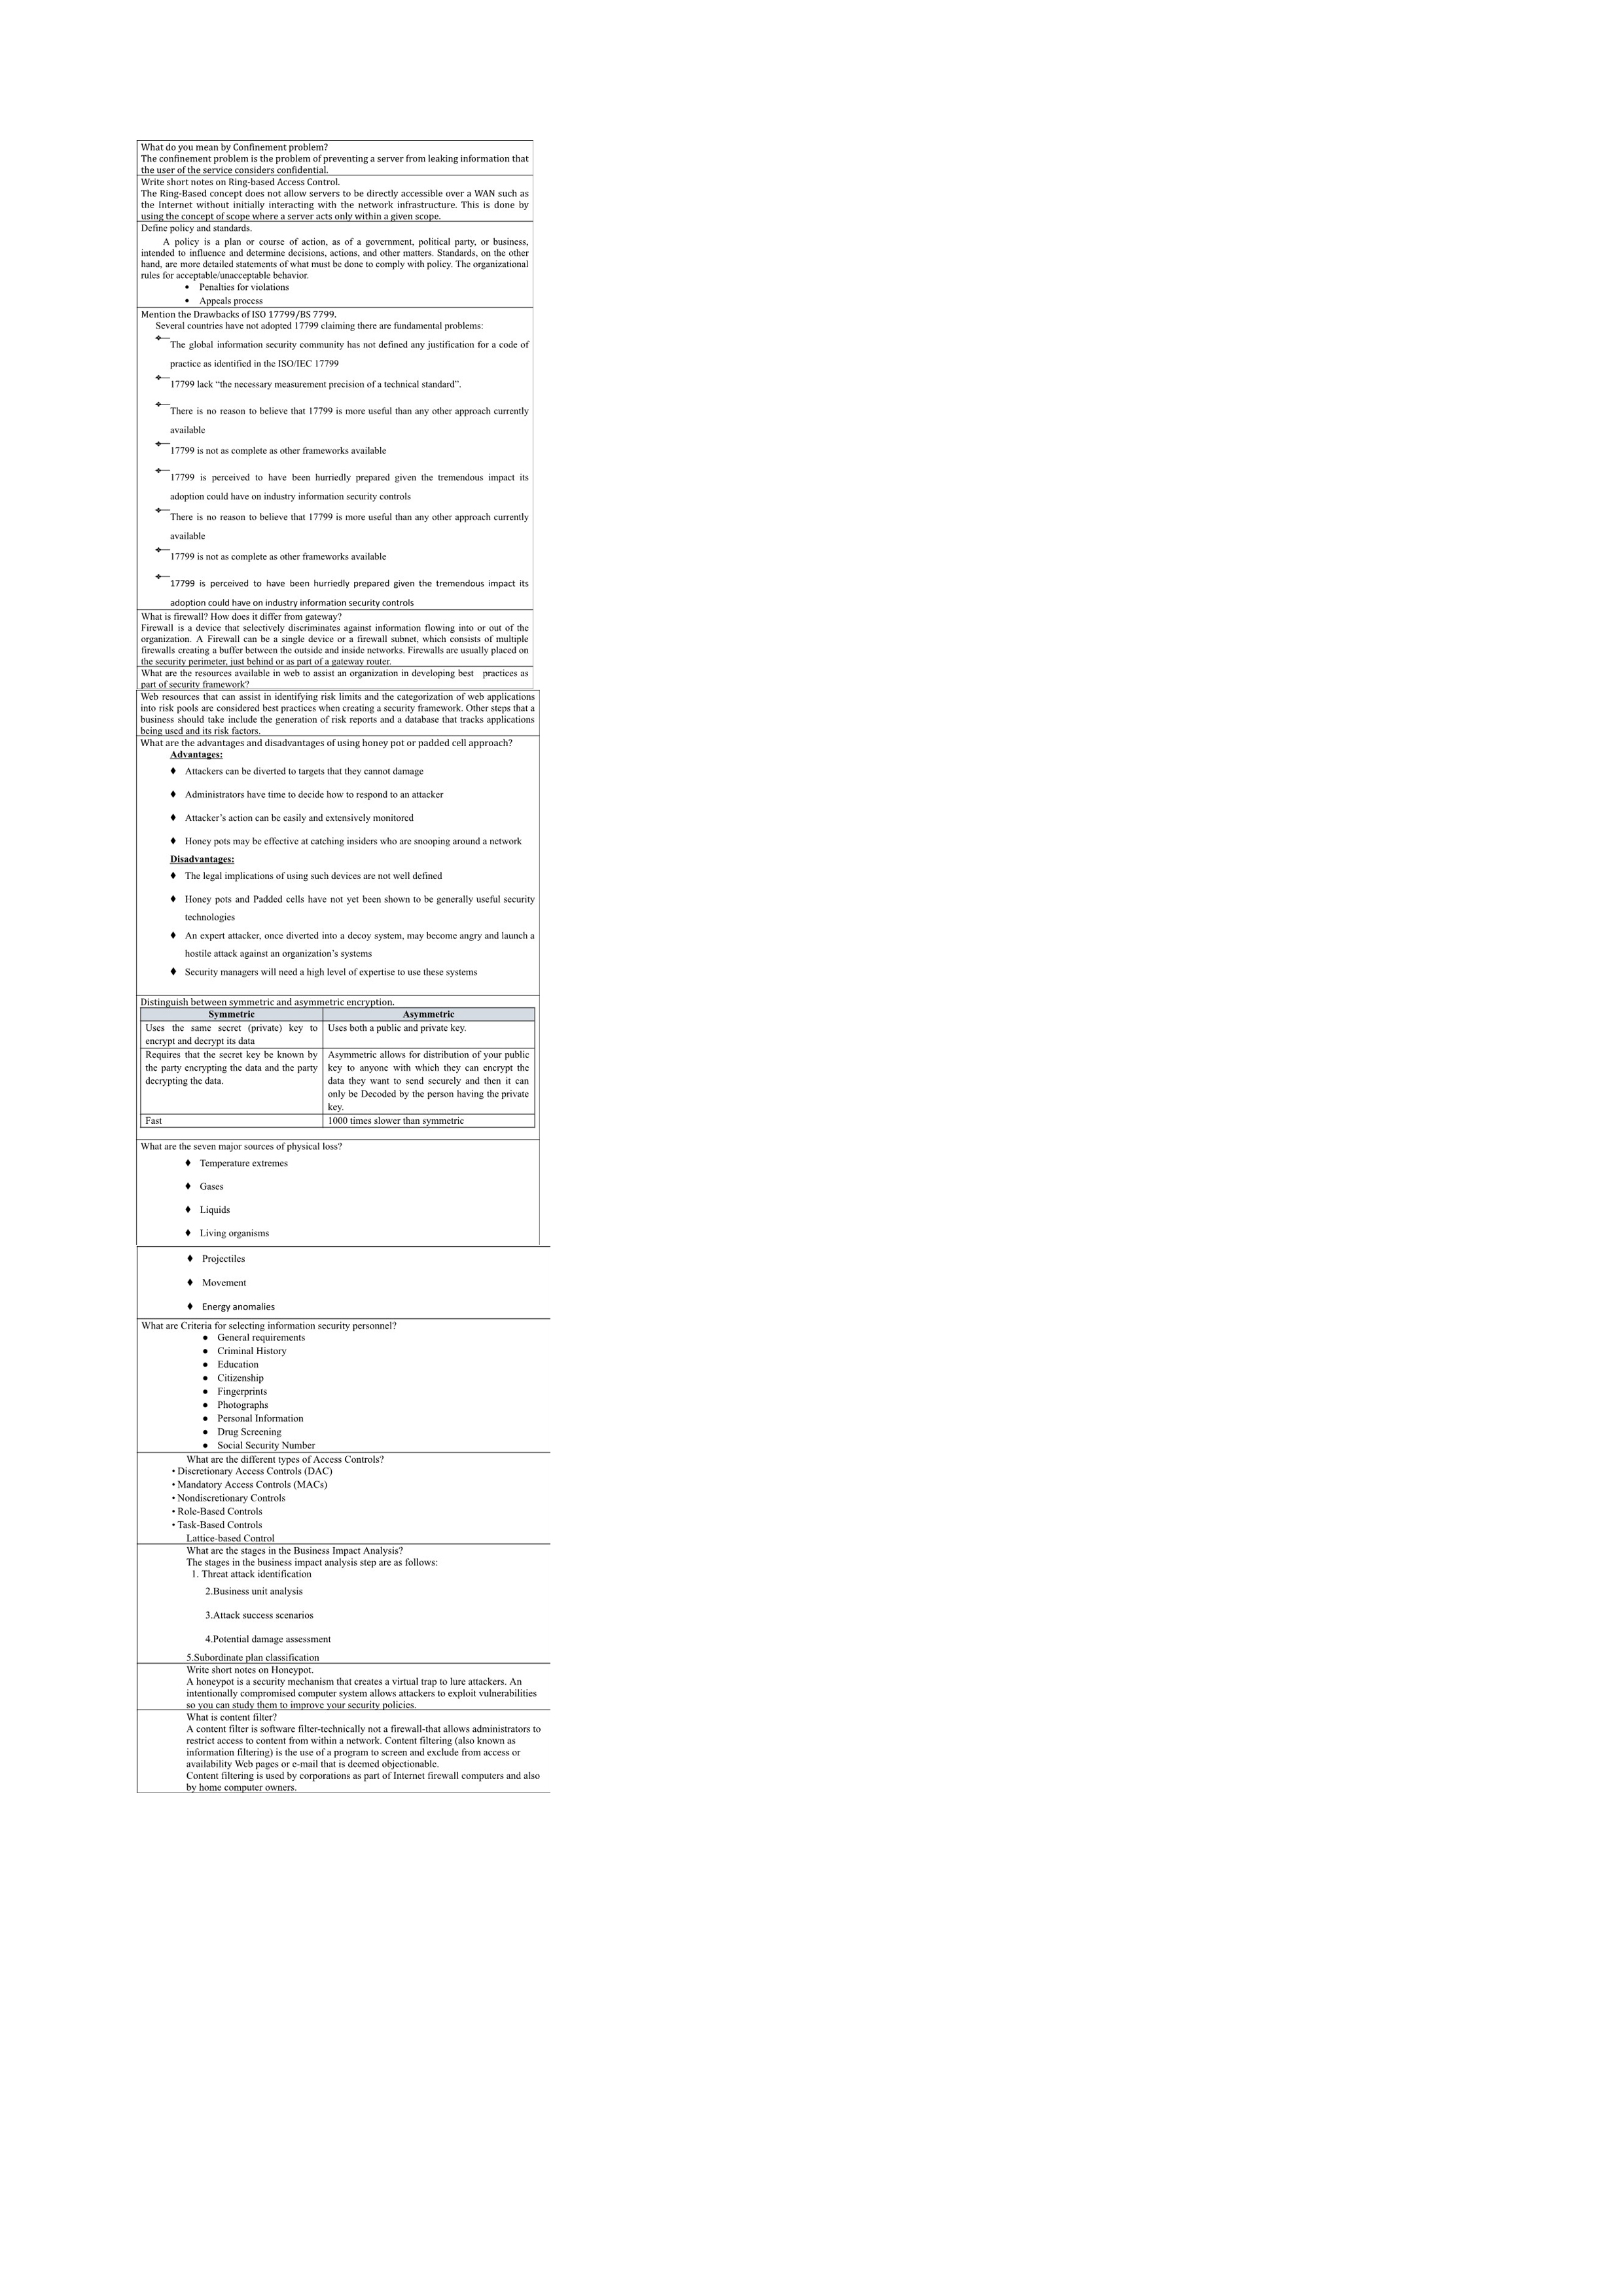 What do you mean by Confinement problem?
The confinement problem is the problem of preventing a server from leaking information that
the user of the service considers confidential.
Write short notes on Ring-based Access Control.
The Ring-Based concept does not allow servers to be directly accessible over a WAN such as
the Internet without initially interacting with the network infrastructure. This is done by
using the concept of scope where a server acts only within a given scope.
Define policy and standards.
A policy is a plan or course of action, as of a government, political party, or business,
intended to influence and determine decisions, actions, and other matters. Standards, on the other
hand, are more detailed statements of what must be done to comply with policy. The organizational
rules for acceptable/unacceptable behavior.
• Penalties for violations
• Appeals process
Mention the Drawbacks of ISO 17799/BS 7799.
Several countries have not adopted 17799 claiming there are fundamental problems:
The global information security community has not defined any justification for a code of
practice as identified in the ISO/IEC 17799
17799 lack “the necessary measurement precision of a technical standard”.
There is no reason to believe that 17799 is more useful than any other approach currently
available
17799 is not as complete as other frameworks available
17799 is perceived to have been hurriedly prepared given the tremendous impact its
adoption could have on industry information security controls
There is no reason to believe that 17799 is more useful than any other approach currently
available
17799 is not as complete as other frameworks available
17799 is perceived to have been hurriedly prepared given the tremendous impact its
adoption could have on industry information security controls
What is firewall? How does it differ from gateway?
Firewall is a device that selectively discriminates against information flowing into or out of the
organization. A Firewall can be a single device or a firewall subnet, which consists of multiple
firewalls creating a buffer between the outside and inside networks. Firewalls are usually placed on
the security perimeter, just behind or as part of a gateway router.
What are the resources available in web to assist an organization in developing best practices as
part of security framework?
Web resources that can assist in identifying risk limits and the categorization of web applications
into risk pools are considered best practices when creating a security framework. Other steps that a
business should take include the generation of risk reports and a database that tracks applications
being used and its risk factors.
What are the advantages and disadvantages of using honey pot or padded cell approach?
Advantages:
♦ Attackers can be diverted to targets that they cannot damage
♦ Administrators have time to decide how to respond to an attacker
♦ Attacker’s action can be easily and extensively monitored
♦ Honey pots may be effective at catching insiders who are snooping around a network
Disadvantages:
♦ The legal implications of using such devices are not well defined
♦ Honey pots and Padded cells have not yet been shown to be generally useful security
technologies
♦ An expert attacker, once diverted into a decoy system, may become angry and launch a
hostile attack against an organization’s systems
♦ Security managers will need a high level of expertise to use these systems
Distinguish between symmetric and asymmetric encryption.
Symmetric Asymmetric
Uses the same secret (private) key to
encrypt and decrypt its data
Uses both a public and private key.
Requires that the secret key be known by
the party encrypting the data and the party
decrypting the data.
Asymmetric allows for distribution of your public
key to anyone with which they can encrypt the
data they want to send securely and then it can
only be Decoded by the person having the private
key.
Fast
1000 times slower than symmetric
What are the seven major sources of physical loss?
♦ Temperature extremes
♦ Gases
♦ Liquids
♦ Living organisms
♦ Projectiles
♦ Movement
♦ Energy anomalies
What are Criteria for selecting information security personnel?
● General requirements
● Criminal History
● Education
● Citizenship
● Fingerprints
● Photographs
● Personal Information
● Drug Screening
● Social Security Number
What are the different types of Access Controls?
• Discretionary Access Controls (DAC)
• Mandatory Access Controls (MACs)
• Nondiscretionary Controls
• Role-Based Controls
• Task-Based Controls
Lattice-based Control
What are the stages in the Business Impact Analysis?
The stages in the business impact analysis step are as follows:
1. Threat attack identification
2.Business unit analysis
3.Attack success scenarios
4.Potential damage assessment
5.Subordinate plan classification
Write short notes on Honeypot.
A honeypot is a security mechanism that creates a virtual trap to lure attackers. An
intentionally compromised computer system allows attackers to exploit vulnerabilities
so you can study them to improve your security policies.
What is content filter?
A content filter is software filter-technically not a firewall-that allows administrators to
restrict access to content from within a network. Content filtering (also known as
information filtering) is the use of a program to screen and exclude from access or
availability Web pages or e-mail that is deemed objectionable.
Content filtering is used by corporations as part of Internet firewall computers and also
by home computer owners.